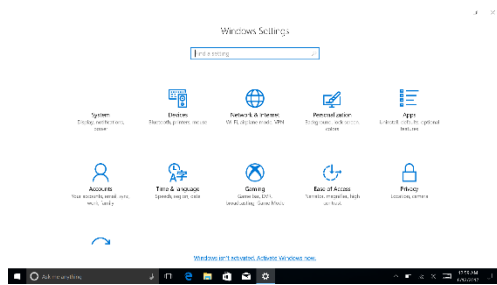 Windows Settings
Find a setting
System
Devices
Network & Internet
Personalization
Apps
Display, notifications,
power
Bluetooth, printers, mouse
Wi-Fi, airplane mode, VPN
Background, lock screen,
colors
Uninstall, defaults, optional
features
Accounts
Time & language
Gaming
Ease of Access
Privacy
Your accounts, email, sync,
work, family
Speech, region, date
Game bar, DVR,
broadcasting, Game Mode
Narrator, magnifier, high
contrast
Location, camera
Windows isn't activated. Activate Windows now.
Ask me anything